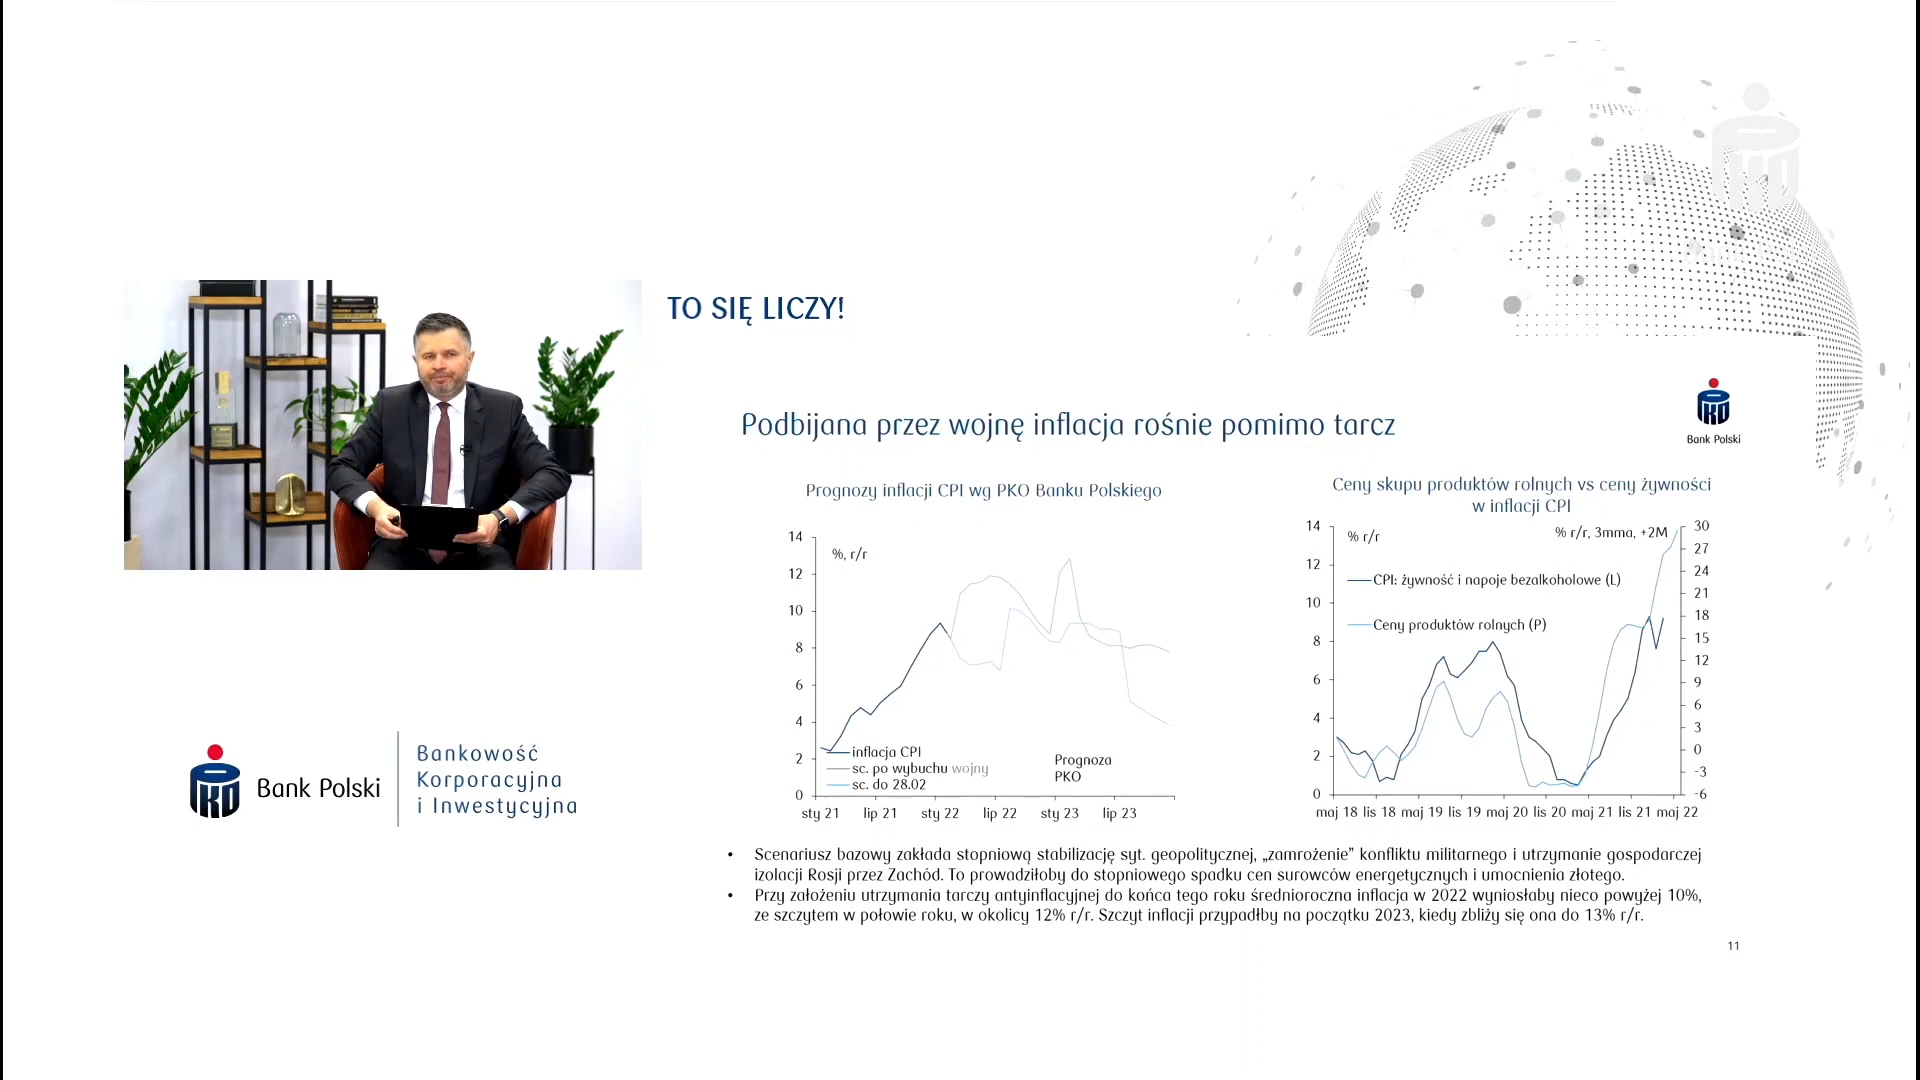 TO SIĘ LICZY!
Podbijana przez wojnę inflacja rośnie pomimo tarcz
PKO
Bank Polski
Prognozy inflacji CPI wg PKO Banku Polskiego
14
%, r/r
12
10
8
6
4
2
0
inflacja CPI
sc. po wybuchu wojny
sc. do 28.02
Prognoza
PKO
sty 21 lip 21 sty 22 lip 22 sty 23 lip 23
Ceny skupu produktów rolnych vs ceny żywności
w inflacji CPI
14
% r/r
12
10
8
6
4
2
0
% r/r, 3mma, +2M
CPI: żywność i napoje bezalkoholowe (L)
Ceny produktów rolnych (P)
30
27
24
21
18
15
12
9
6
3
0
-3
-6
maj 18 lis 18 maj 19 lis 19 maj 20 lis 20 maj 21 lis 21 maj 22
• Scenariusz bazowy zakłada stopniową stabilizację syt. geopolitycznej, „zamrożenie” konfliktu militarnego i utrzymanie gospodarczej
izolacji Rosji przez Zachód. To prowadziłoby do stopniowego spadku cen surowców energetycznych i umocnienia złotego.
• Przy założeniu utrzymania tarczy antyinflacyjnej do końca tego roku średnioroczna inflacja w 2022 wyniosłaby nieco powyżej 10%,
ze szczytem w połowie roku, w okolicy 12% r/r. Szczyt inflacji przypadłby na początku 2023, kiedy zbliży się ona do 13% r/r.
11
PKO
Bank Polski
Bankowość
Korporacyjna
i Inwestycyjna